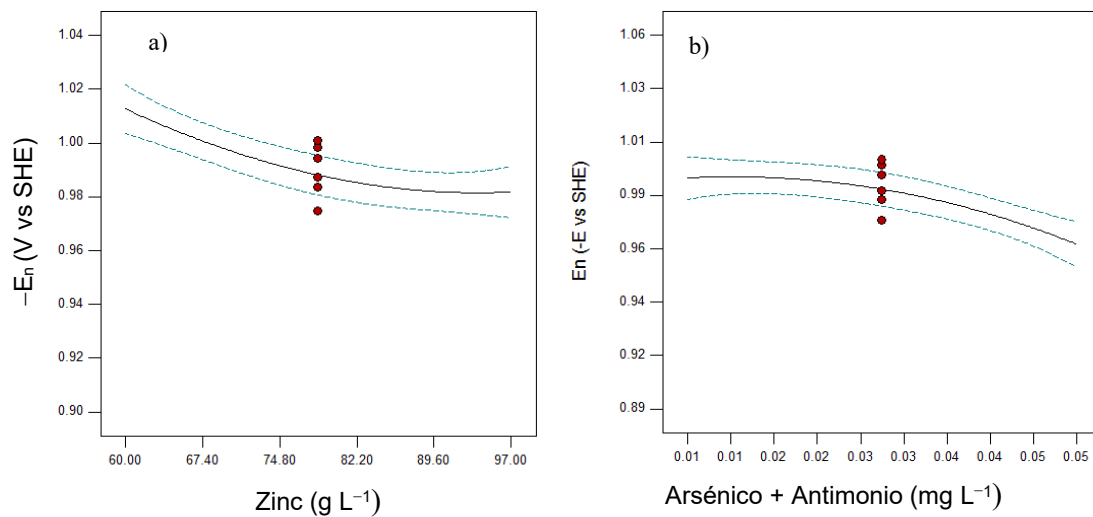 a)
1.04
1.02
1.00
0.98
0.96
0.94
0.92
0.90
−Eₙ (V vs SHE)
60.00 67.40 74.80 82.20 89.60 97.00
Zinc (g L⁻¹)
b)
1.06
1.03
1.01
0.99
0.96
0.94
0.92
0.89
En (-E vs SHE)
0.01 0.01 0.02 0.02 0.03 0.03 0.04 0.04 0.05 0.05
Arsénico + Antimonio (mg L⁻¹)